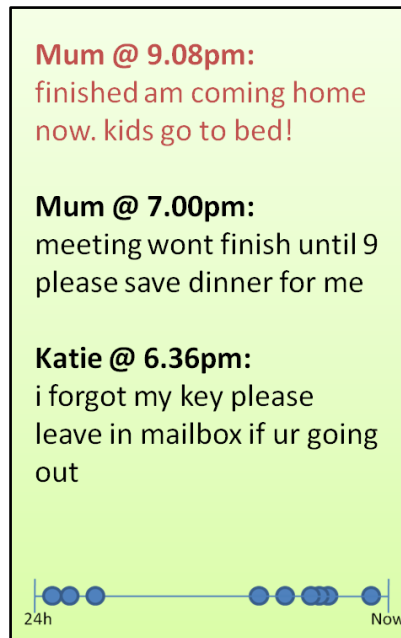 Mum @ 9.08pm:
finished am coming home
now. kids go to bed!
Mum @ 7.00pm:
meeting wont finish until 9
please save dinner for me
Katie @ 6.36pm:
i forgot my key please
leave in mailbox if ur going
out
24h
Now